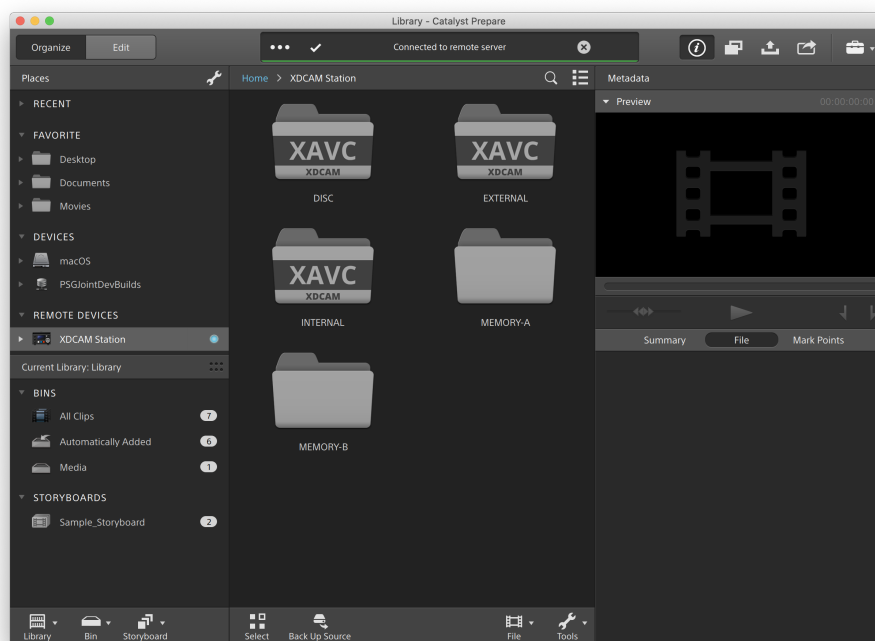 Library - Catalyst Prepare
Organize
Edit
Connected to remote server
Places
Home > XDCAM Station
Metadata
RECENT
Preview
00:00:00:00
FAVORITE
Desktop
Documents
Movies
XAVC
XDCAM
DISC
XAVC
XDCAM
EXTERNAL
DEVICES
macOS
PSGJointDevBuilds
REMOTE DEVICES
XDCAM Station
XAVC
XDCAM
INTERNAL
MEMORY-A
Summary
File
Mark Points
Current Library: Library
BINS
All Clips 7
Automatically Added 6
Media 1
MEMORY-B
STORYBOARDS
Sample_Storyboard 2
Library
Bin
Storyboard
Select
Back Up Source
File
Tools